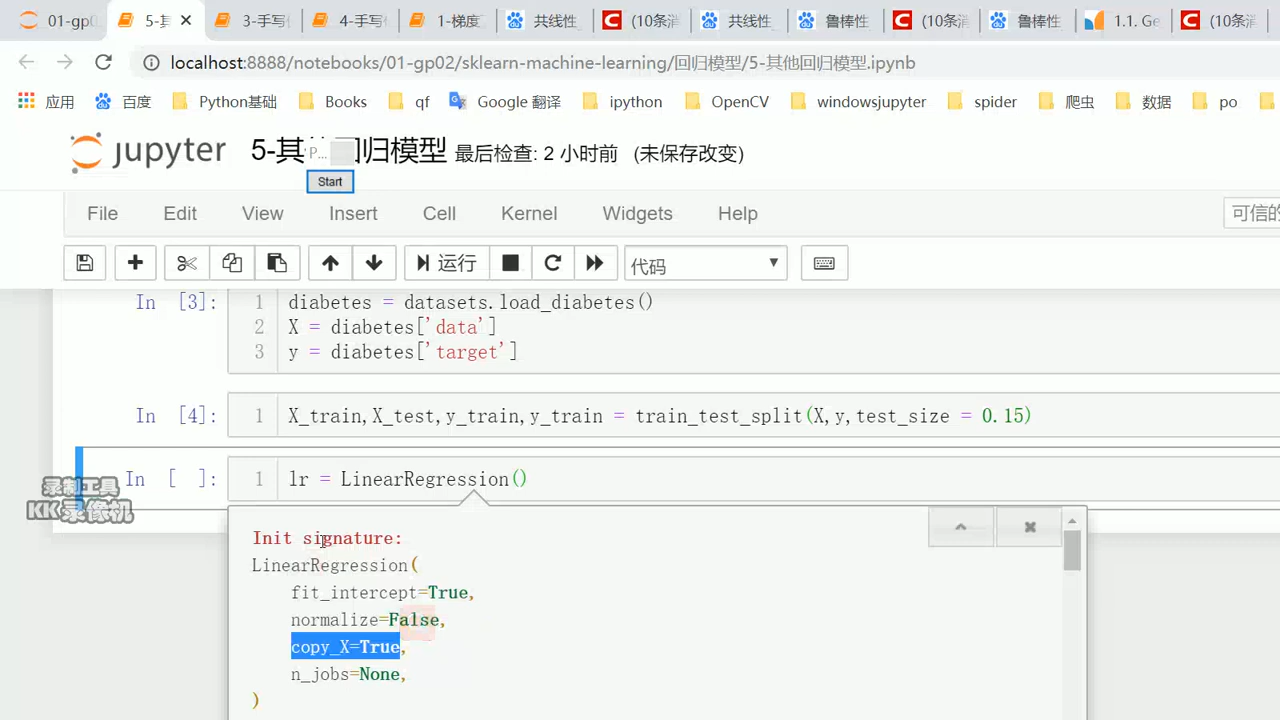 01-gp0
5-其
3-手写
4-手写
1-梯度
共线性
(10条消
共线性
鲁棒性
(10条消
鲁棒性
1.1. Ge
(10条消
localhost:8888/notebooks/01-gp02/sklearn-machine-learning/回归模型/5-其他回归模型.ipynb
应用 百度 Python基础 Books qf Google 翻译 ipython OpenCV windowsjupyter spider 爬虫 数据 po
jupyter 5-其 回归模型 最后检查: 2 小时前 (未保存改变)
P...
Start
File Edit View Insert Cell Kernel Widgets Help
可信的
运行 代码
In [3]: 1 diabetes = datasets.load_diabetes()
2 X = diabetes['data']
3 y = diabetes['target']
In [4]: 1 X_train,X_test,y_train,y_train = train_test_split(X,y,test_size = 0.15)
In [ ]: 1 lr = LinearRegression()
录制工具
KK录像机
Init signature:
LinearRegression(
fit_intercept=True,
normalize=False,
copy_X=True,
n_jobs=None,
)